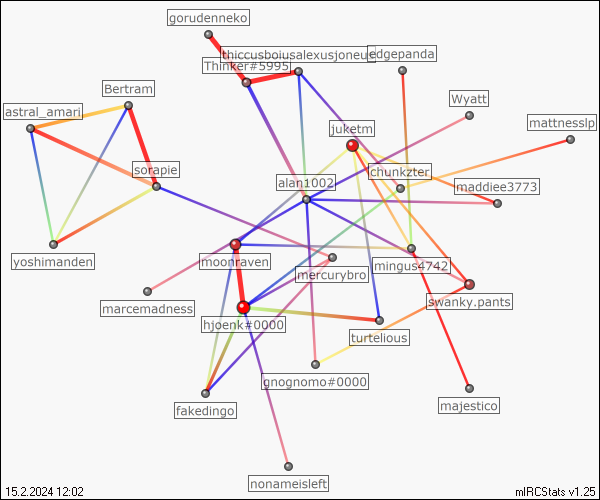 gorudenneko
thiccusboiusalexusjoneus
edgepanda
Thinker#5995
Bertram
Wyatt
astral_amari
juketm
mattnesslp
sorapie
chunkzter
alan1002
maddiee3773
yoshimanden
moonraven
mingus4742
mercurybro
swanky.pants
marcemadness
hjoenk#0000
turtelious
gnognomo#0000
fakedingo
majestico
nonameisleft
15.2.2024 12:02
mIRCStats v1.25